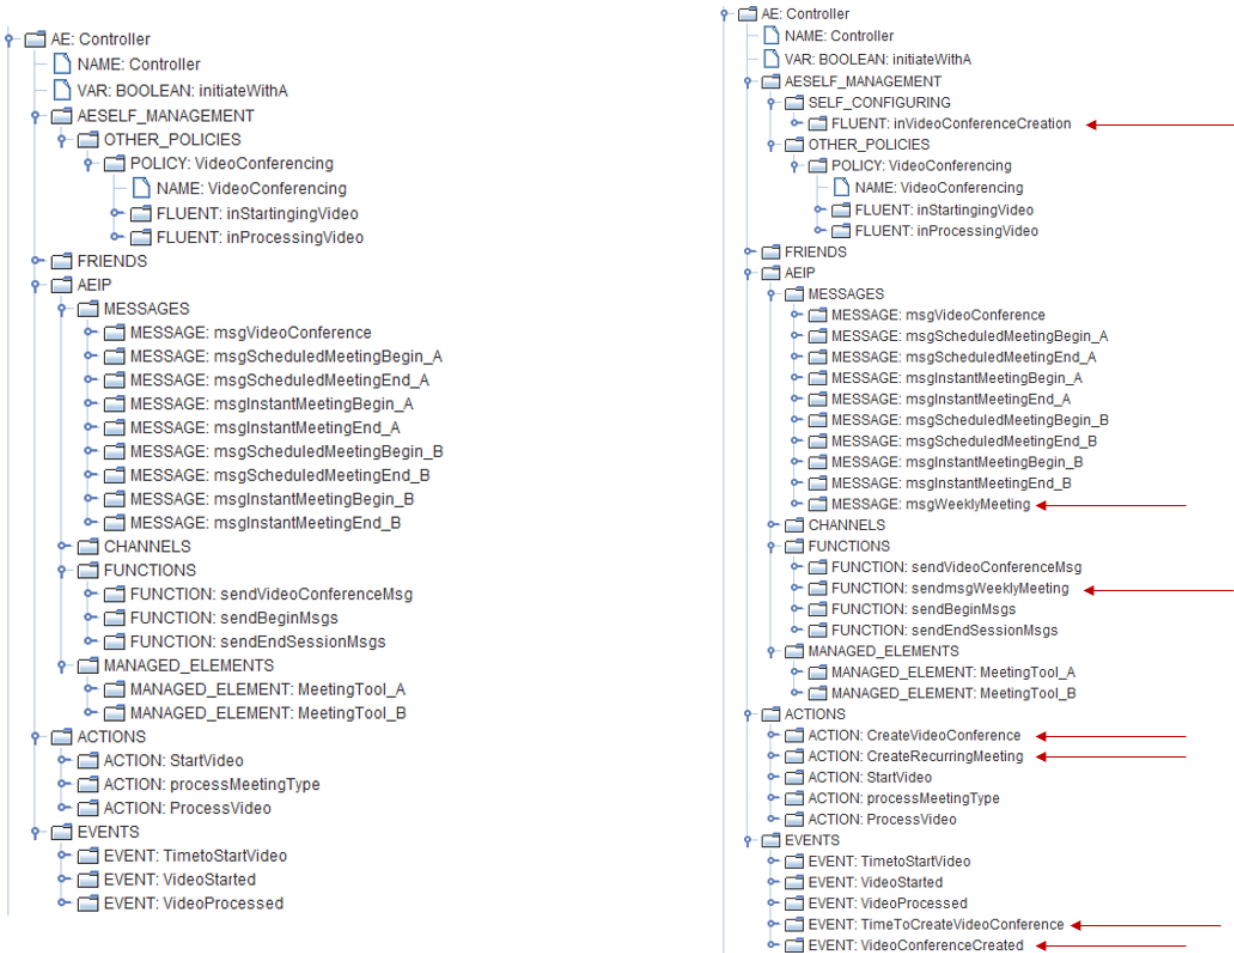 AE: Controller
NAME: Controller
VAR: BOOLEAN: initiateWithA
AESELF_MANAGEMENT
OTHER_POLICIES
POLICY: VideoConferencing
NAME: VideoConferencing
FLUENT: inStartingingVideo
FLUENT: inProcessingVideo
FRIENDS
AEIP
MESSAGES
MESSAGE: msgVideoConference
MESSAGE: msgScheduledMeetingBegin_A
MESSAGE: msgScheduledMeetingEnd_A
MESSAGE: msgInstantMeetingBegin_A
MESSAGE: msgInstantMeetingEnd_A
MESSAGE: msgScheduledMeetingBegin_B
MESSAGE: msgScheduledMeetingEnd_B
MESSAGE: msgInstantMeetingBegin_B
MESSAGE: msgInstantMeetingEnd_B
CHANNELS
FUNCTIONS
FUNCTION: sendVideoConferenceMsg
FUNCTION: sendBeginMsgs
FUNCTION: sendEndSessionMsgs
MANAGED_ELEMENTS
MANAGED_ELEMENT: MeetingTool_A
MANAGED_ELEMENT: MeetingTool_B
ACTIONS
ACTION: StartVideo
ACTION: processMeetingType
ACTION: ProcessVideo
EVENTS
EVENT: TimetoStartVideo
EVENT: VideoStarted
EVENT: VideoProcessed
AE: Controller
NAME: Controller
VAR: BOOLEAN: initiateWithA
AESELF_MANAGEMENT
SELF_CONFIGURING
FLUENT: inVideoConferenceCreation
OTHER_POLICIES
POLICY: VideoConferencing
NAME: VideoConferencing
FLUENT: inStartingingVideo
FLUENT: inProcessingVideo
FRIENDS
AEIP
MESSAGES
MESSAGE: msgVideoConference
MESSAGE: msgScheduledMeetingBegin_A
MESSAGE: msgScheduledMeetingEnd_A
MESSAGE: msgInstantMeetingBegin_A
MESSAGE: msgInstantMeetingEnd_A
MESSAGE: msgScheduledMeetingBegin_B
MESSAGE: msgScheduledMeetingEnd_B
MESSAGE: msgInstantMeetingBegin_B
MESSAGE: msgInstantMeetingEnd_B
MESSAGE: msgWeeklyMeeting
CHANNELS
FUNCTIONS
FUNCTION: sendVideoConferenceMsg
FUNCTION: sendmsgWeeklyMeeting
FUNCTION: sendBeginMsgs
FUNCTION: sendEndSessionMsgs
MANAGED_ELEMENTS
MANAGED_ELEMENT: MeetingTool_A
MANAGED_ELEMENT: MeetingTool_B
ACTIONS
ACTION: CreateVideoConference
ACTION: CreateRecurringMeeting
ACTION: StartVideo
ACTION: processMeetingType
ACTION: ProcessVideo
EVENTS
EVENT: TimetoStartVideo
EVENT: VideoStarted
EVENT: VideoProcessed
EVENT: TimeToCreateVideoConference
EVENT: VideoConferenceCreated